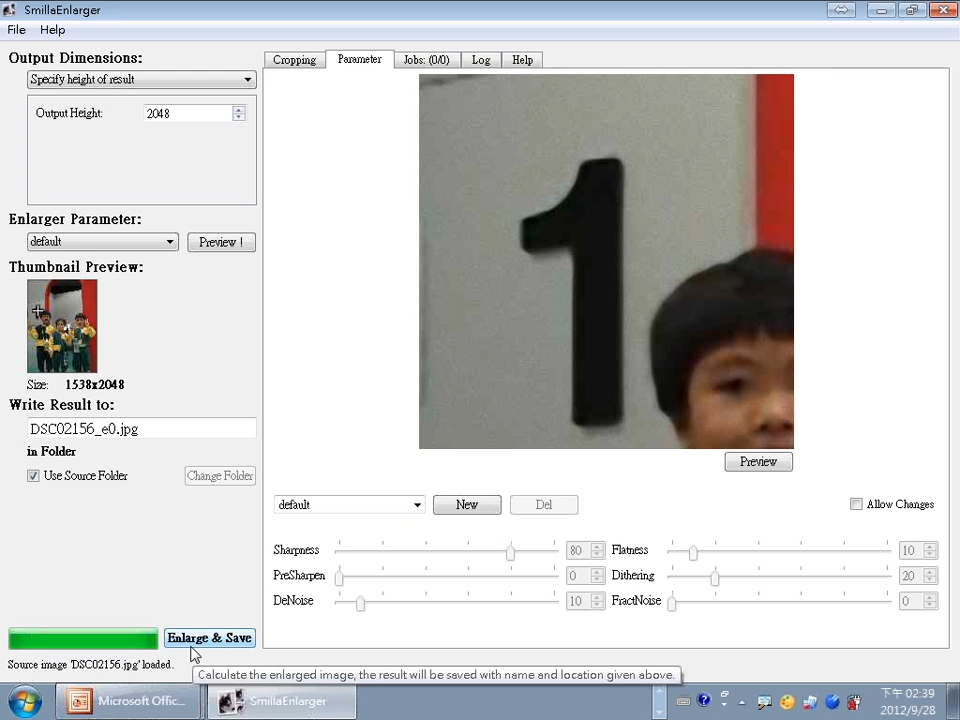 SmillaEnlarger
File Help
Output Dimensions:
Specify height of result
Output Height: 2048
Enlarger Parameter:
default Preview !
Thumbnail Preview:
Size: 1538x2048
Write Result to:
DSC02156_e0.jpg
in Folder
Use Source Folder Change Folder
Enlarge & Save
Source image 'DSC02156.jpg' loaded.
Cropping Parameter Jobs: (0/0) Log Help
1
Preview
default New Del Allow Changes
Sharpness 80 Flatness 10
PreSharpen 0 Dithering 20
DeNoise 10 FractNoise 0
Calculate the enlarged image, the result will be saved with name and location given above.
Microsoft Offic... SmillaEnlarger
下午 02:39
2012/9/28